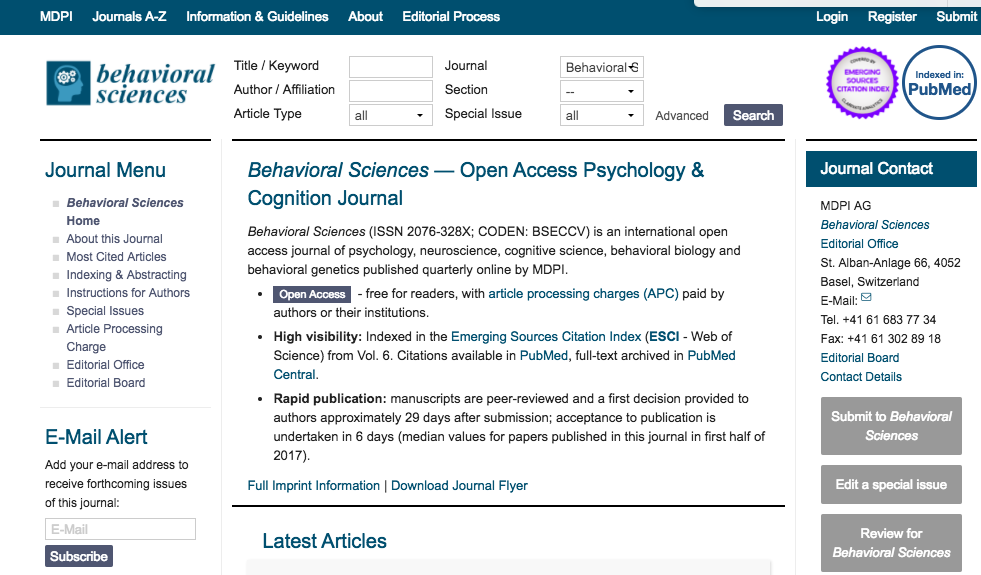 MDPI Journals A-Z Information & Guidelines About Editorial Process Login Register Submit
behavioral
sciences
Title / Keyword
Author / Affiliation
Article Type all
Journal Behavioral S
Section --
Special Issue all Advanced Search
COVERED BY
EMERGING
SOURCES
CITATION INDEX
CLARIVATE ANALYTICS
Indexed in:
PubMed
Journal Menu
Behavioral Sciences
Home
About this Journal
Most Cited Articles
Indexing & Abstracting
Instructions for Authors
Special Issues
Article Processing
Charge
Editorial Office
Editorial Board
E-Mail Alert
Add your e-mail address to
receive forthcoming issues
of this journal:
E-Mail
Subscribe
Behavioral Sciences — Open Access Psychology &
Cognition Journal
Behavioral Sciences (ISSN 2076-328X; CODEN: BSECCV) is an international open
access journal of psychology, neuroscience, cognitive science, behavioral biology and
behavioral genetics published quarterly online by MDPI.
Open Access - free for readers, with article processing charges (APC) paid by
authors or their institutions.
High visibility: Indexed in the Emerging Sources Citation Index (ESCI - Web of
Science) from Vol. 6. Citations available in PubMed, full-text archived in PubMed
Central.
Rapid publication: manuscripts are peer-reviewed and a first decision provided to
authors approximately 29 days after submission; acceptance to publication is
undertaken in 6 days (median values for papers published in this journal in first half of
2017).
Full Imprint Information | Download Journal Flyer
Latest Articles
Journal Contact
MDPI AG
Behavioral Sciences
Editorial Office
St. Alban-Anlage 66, 4052
Basel, Switzerland
E-Mail:
Tel. +41 61 683 77 34
Fax: +41 61 302 89 18
Editorial Board
Contact Details
Submit to Behavioral
Sciences
Edit a special issue
Review for
Behavioral Sciences